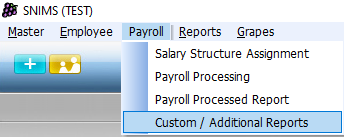 SNIMS (TEST)
Master Employee Payroll Reports Grapes
Salary Structure Assignment
Payroll Processing
Payroll Processed Report
Custom / Additional Reports